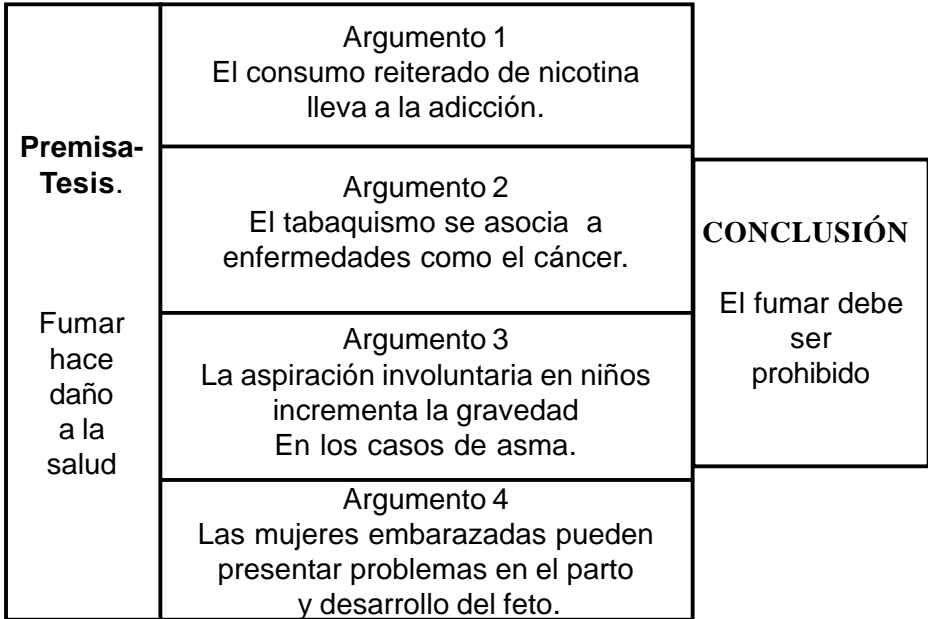 Premisa-
Tesis.
Fumar
hace
daño
a la
salud
Argumento 1
El consumo reiterado de nicotina
lleva a la adicción.
Argumento 2
El tabaquismo se asocia a
enfermedades como el cáncer.
Argumento 3
La aspiración involuntaria en niños
incrementa la gravedad
En los casos de asma.
Argumento 4
Las mujeres embarazadas pueden
presentar problemas en el parto
y desarrollo del feto.
CONCLUSIÓN
El fumar debe
ser
prohibido